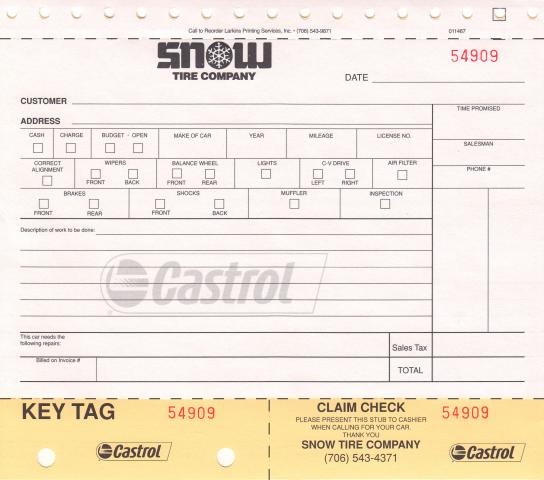 Call to Reorder Larkins Printing Services, Inc. • (706) 543-9871
011467
SNOW
TIRE COMPANY
54909
DATE
CUSTOMER
TIME PROMISED
ADDRESS
CASH CHARGE BUDGET - OPEN MAKE OF CAR YEAR MILEAGE LICENSE NO.
SALESMAN
CORRECT ALIGNMENT WIPERS BALANCE WHEEL LIGHTS C-V DRIVE AIR FILTER
PHONE #
FRONT BACK FRONT REAR LEFT RIGHT
BRAKES SHOCKS MUFFLER INSPECTION
FRONT REAR FRONT BACK
Description of work to be done:
Castrol
This car needs the
following repairs:
Sales Tax
Billed on Invoice #
TOTAL
KEY TAG 54909
Castrol
CLAIM CHECK 54909
PLEASE PRESENT THIS STUB TO CASHIER
WHEN CALLING FOR YOUR CAR.
THANK YOU
SNOW TIRE COMPANY
(706) 543-4371
Castrol